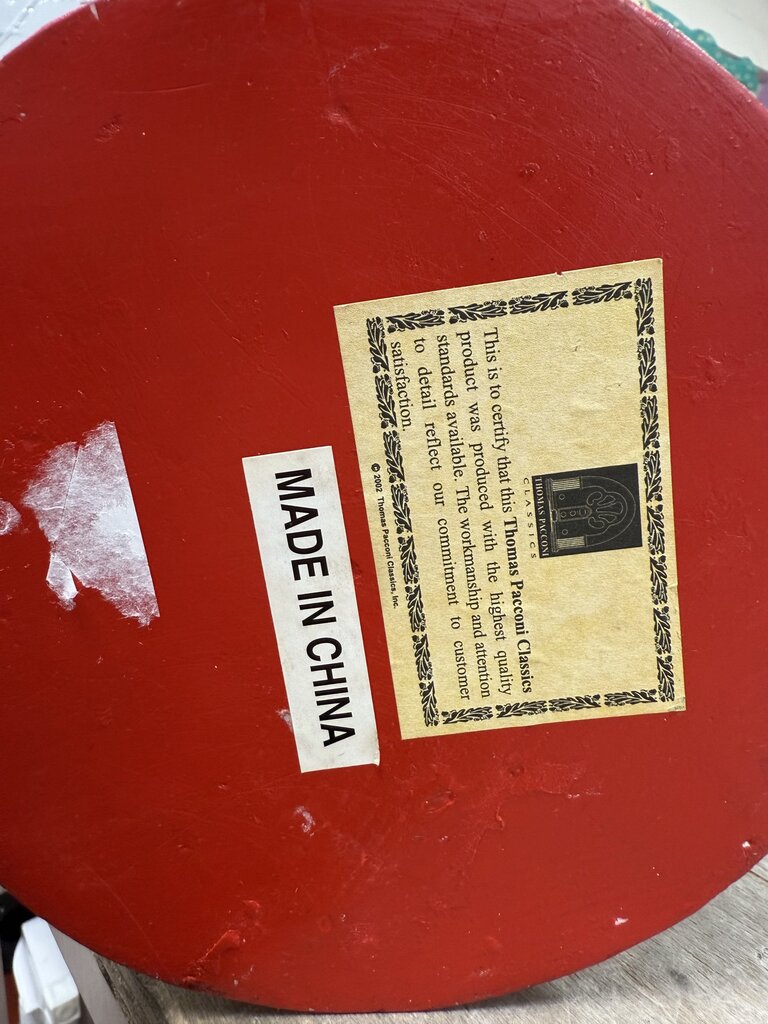 THOMAS PACCONI
CLASSICS
This is to certify that this Thomas Pacconi Classics
product was produced with the highest quality
standards available. The workmanship and attention
to detail reflect our commitment to customer
satisfaction.
© 2002 Thomas Pacconi Classics, Inc.
MADE IN CHINA